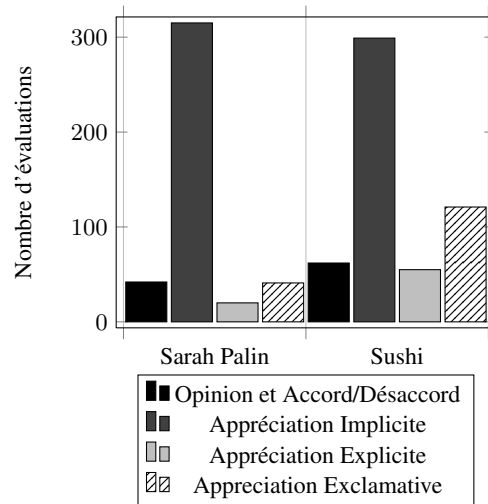 300
200
100
0
Nombre d'évaluations
Sarah Palin Sushi
Opinion et Accord/Désaccord
Appréciation Implicite
Appréciation Explicite
Appreciation Exclamative